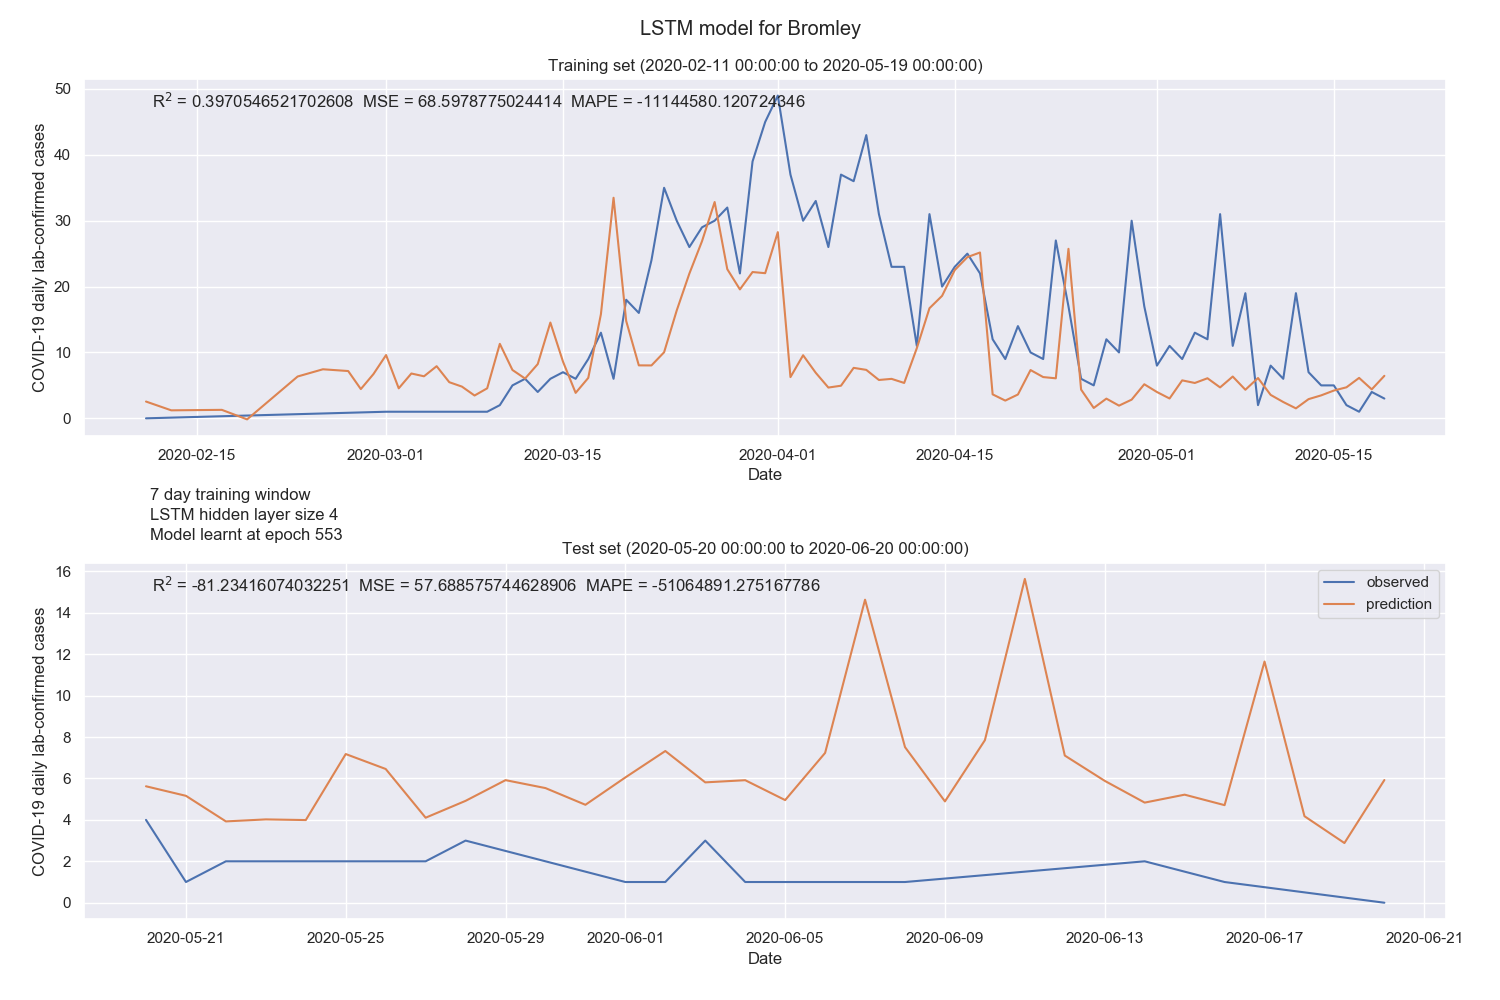 LSTM model for Bromley
Training set (2020-02-11 00:00:00 to 2020-05-19 00:00:00)
R² = 0.3970546521702608 MSE = 68.5978775024414 MAPE = -11144580.120724346
COVID-19 daily lab-confirmed cases
50
40
30
20
10
0
2020-02-15 2020-03-01 2020-03-15 2020-04-01 2020-04-15 2020-05-01 2020-05-15
Date
7 day training window
LSTM hidden layer size 4
Model learnt at epoch 553
Test set (2020-05-20 00:00:00 to 2020-06-20 00:00:00)
R² = -81.23416074032251 MSE = 57.688575744628906 MAPE = -51064891.275167786
observed
prediction
COVID-19 daily lab-confirmed cases
16
14
12
10
8
6
4
2
0
2020-05-21 2020-05-25 2020-05-29 2020-06-01 2020-06-05 2020-06-09 2020-06-13 2020-06-17 2020-06-21
Date